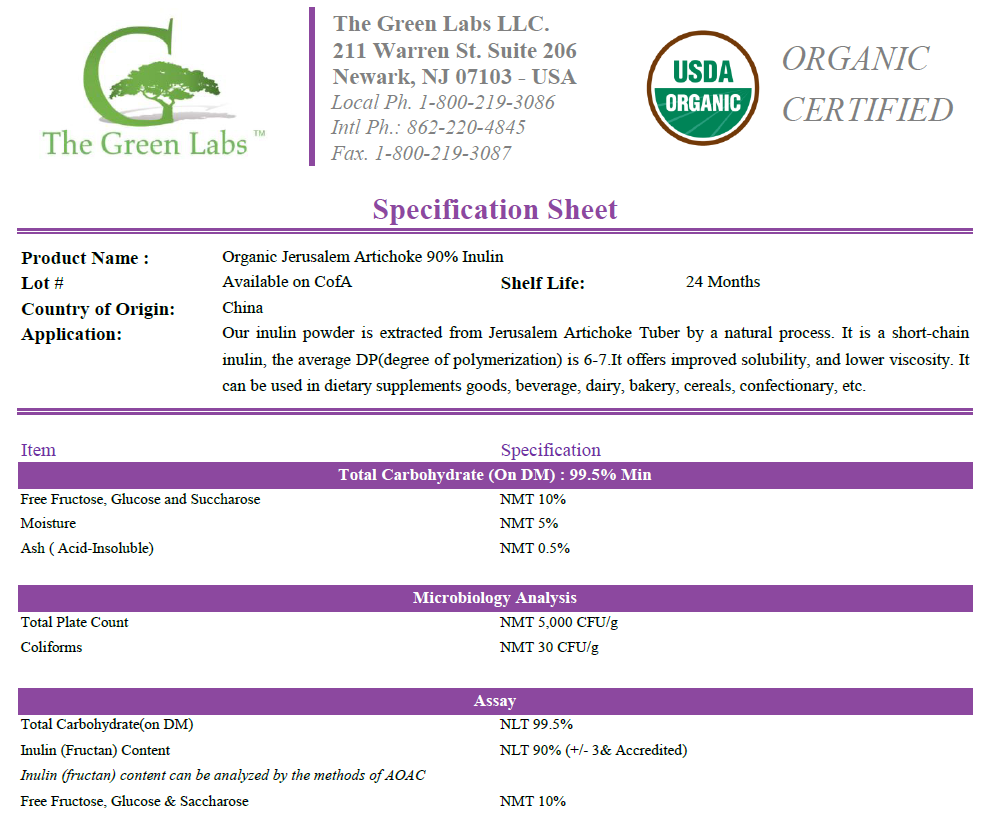 The Green Labs ™
The Green Labs LLC.
211 Warren St. Suite 206
Newark, NJ 07103 - USA
Local Ph. 1-800-219-3086
Intl Ph.: 862-220-4845
Fax. 1-800-219-3087
USDA
ORGANIC
ORGANIC
CERTIFIED
Specification Sheet
Product Name : Organic Jerusalem Artichoke 90% Inulin
Lot # Available on CofA Shelf Life: 24 Months
Country of Origin: China
Application: Our inulin powder is extracted from Jerusalem Artichoke Tuber by a natural process. It is a short-chain
inulin, the average DP(degree of polymerization) is 6-7.It offers improved solubility, and lower viscosity. It
can be used in dietary supplements goods, beverage, dairy, bakery, cereals, confectionary, etc.
Item Specification
Total Carbohydrate (On DM) : 99.5% Min
Free Fructose, Glucose and Succharose NMT 10%
Moisture NMT 5%
Ash ( Acid-Insoluble) NMT 0.5%
Microbiology Analysis
Total Plate Count NMT 5,000 CFU/g
Coliforms NMT 30 CFU/g
Assay
Total Carbohydrate(on DM) NLT 99.5%
Inulin (Fructan) Content NLT 90% (+/- 3& Accredited)
Inulin (fructan) content can be analyzed by the methods of AOAC
Free Fructose, Glucose & Saccharose NMT 10%